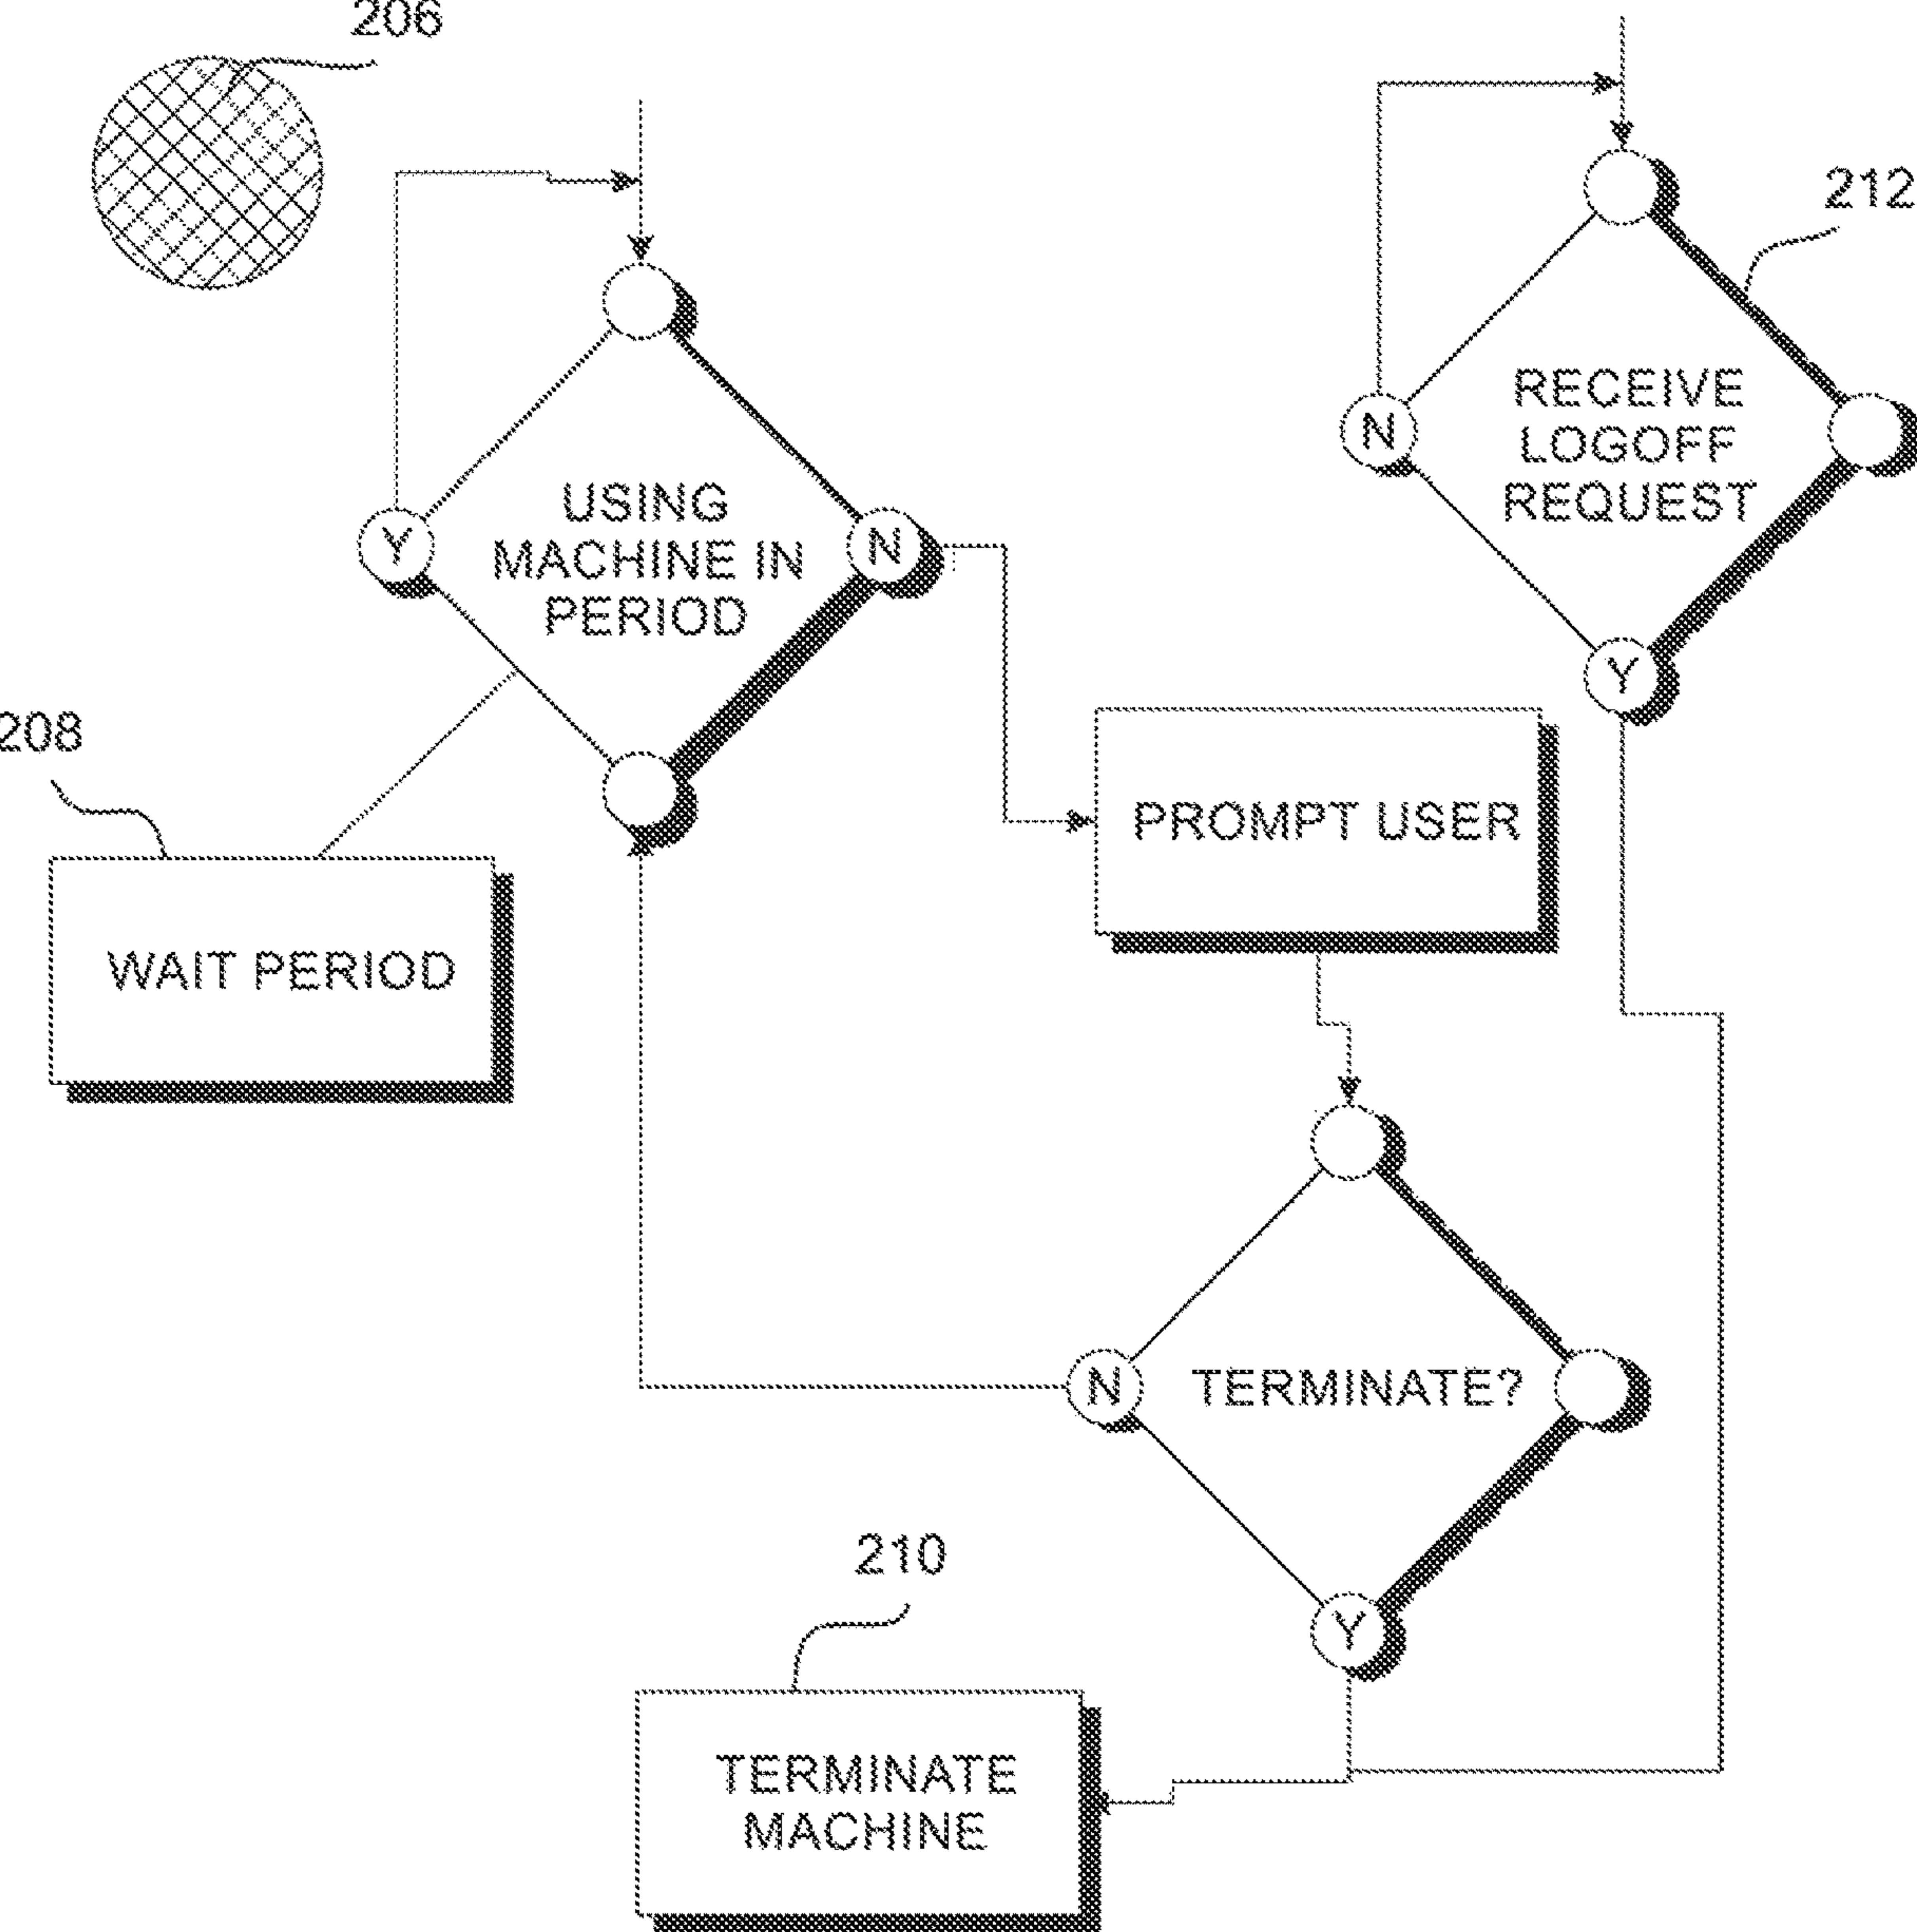 206
212
RECEIVE
LOGOFF
REQUEST
N
Y
USING
MACHINE IN
PERIOD
Y
N
208
PROMPT USER
WAIT PERIOD
TERMINATE?
N
Y
210
TERMINATE
MACHINE